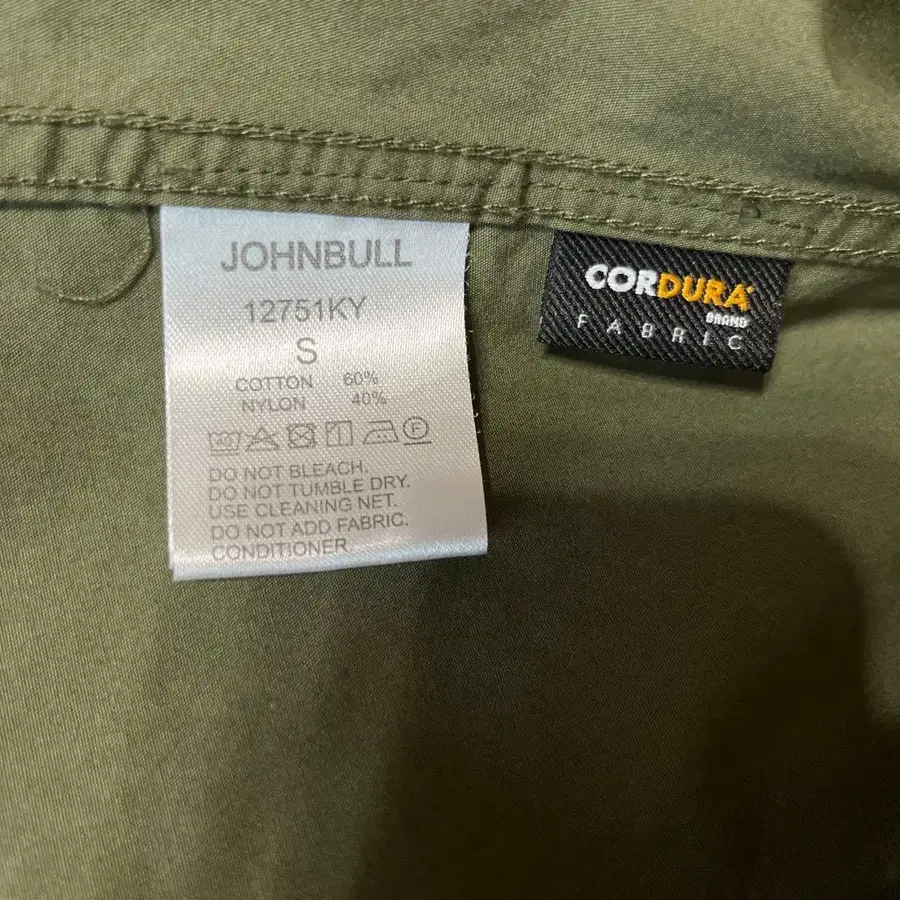 JOHNBULL
12751KY
S
COTTON 60%
NYLON 40%
F
DO NOT BLEACH.
DO NOT TUMBLE DRY.
USE CLEANING NET.
DO NOT ADD FABRIC.
CONDITIONER.
CORDURA
BRAND
FABRIC